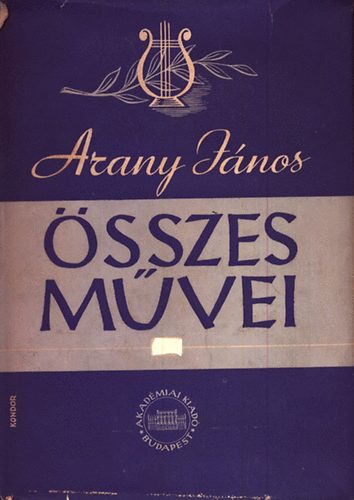 Arany János
ÖSSZES
MŰVEI
KONDOR
AKADÉMIAI KIADÓ
BUDAPEST